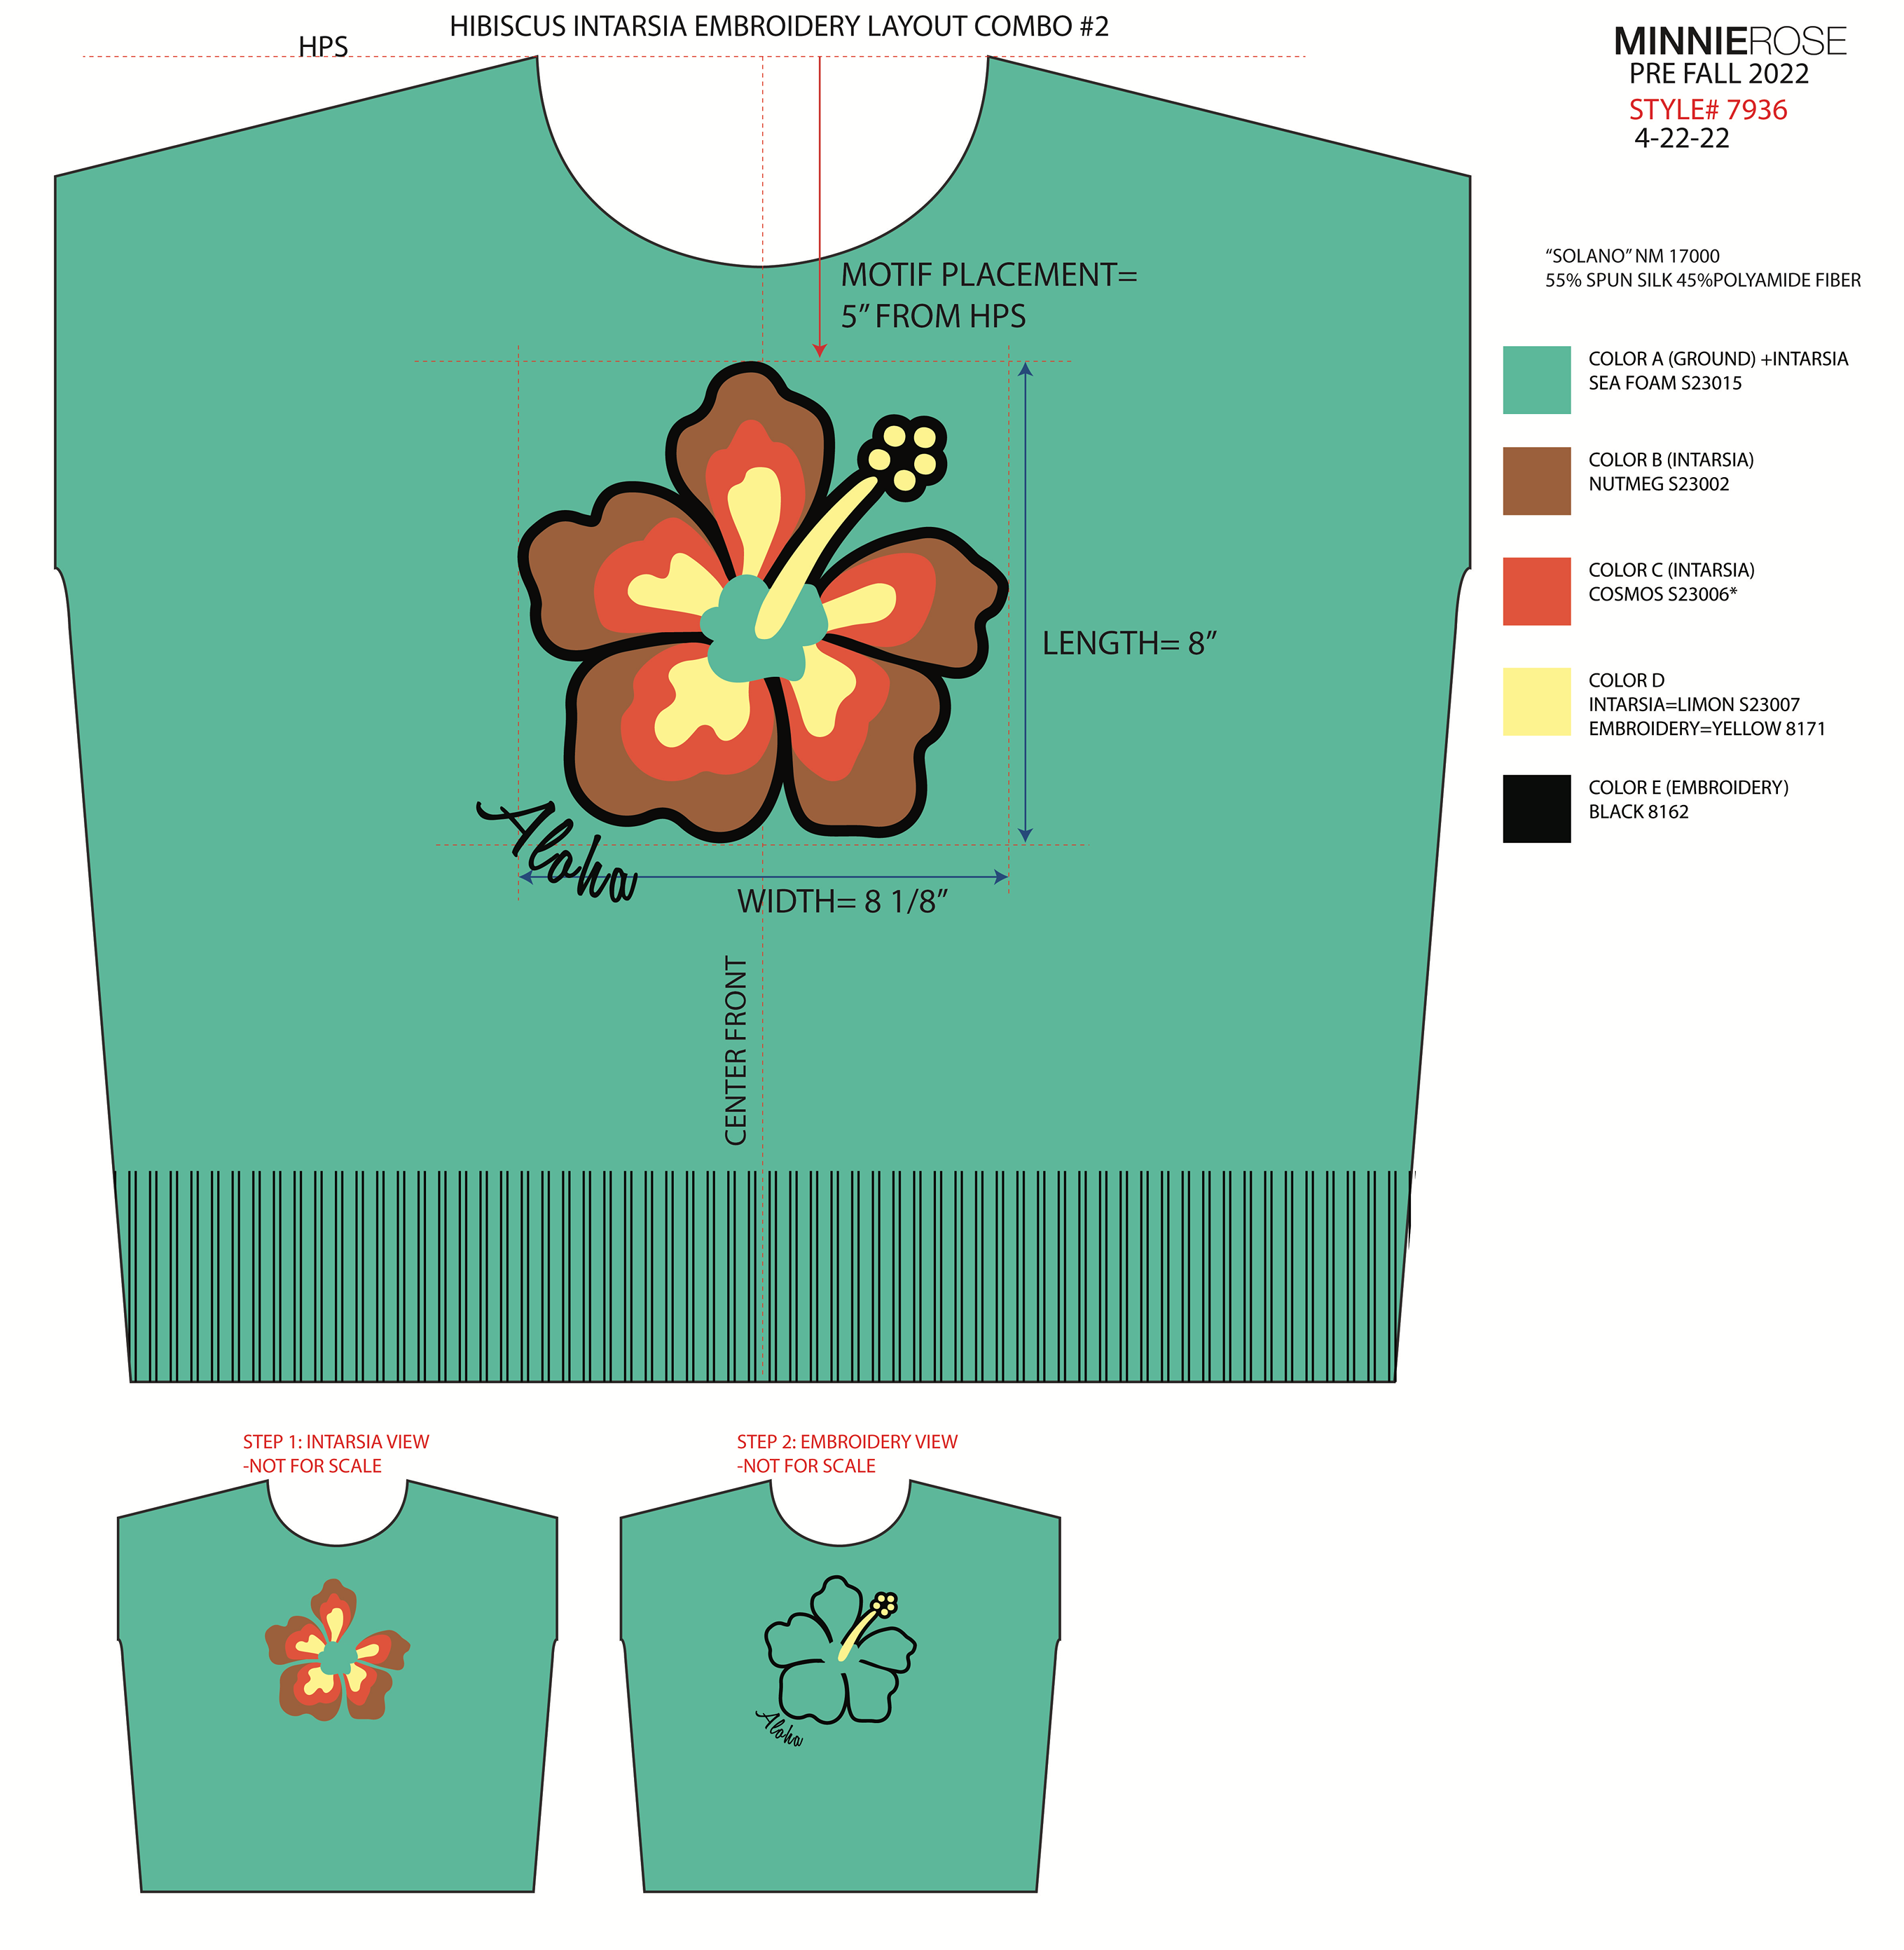 HIBISCUS INTARSIA EMBROIDERY LAYOUT COMBO #2
HPS
MINNIEROSE
PRE FALL 2022
STYLE# 7936
4-22-22
“SOLANO” NM 17000
55% SPUN SILK 45%POLYAMIDE FIBER
MOTIF PLACEMENT=
5” FROM HPS
COLOR A (GROUND) +INTARSIA
SEA FOAM S23015
COLOR B (INTARSIA)
NUTMEG S23002
COLOR C (INTARSIA)
COSMOS S23006*
LENGTH= 8”
COLOR D
INTARSIA=LIMON S23007
EMBROIDERY=YELLOW 8171
COLOR E (EMBROIDERY)
BLACK 8162
Aloha
WIDTH= 8 1/8”
CENTER FRONT
STEP 1: INTARSIA VIEW
-NOT FOR SCALE
STEP 2: EMBROIDERY VIEW
-NOT FOR SCALE
Aloha